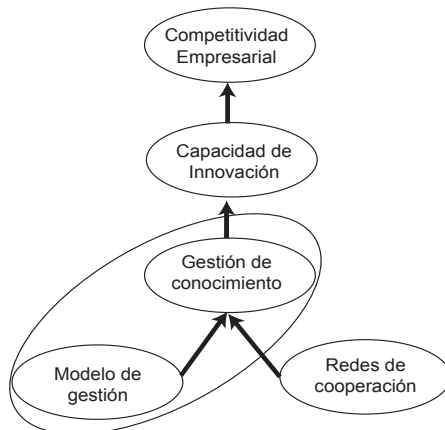 Competitividad
Empresarial
Capacidad de
Innovación
Gestión de
conocimiento
Modelo de
gestión
Redes de
cooperación